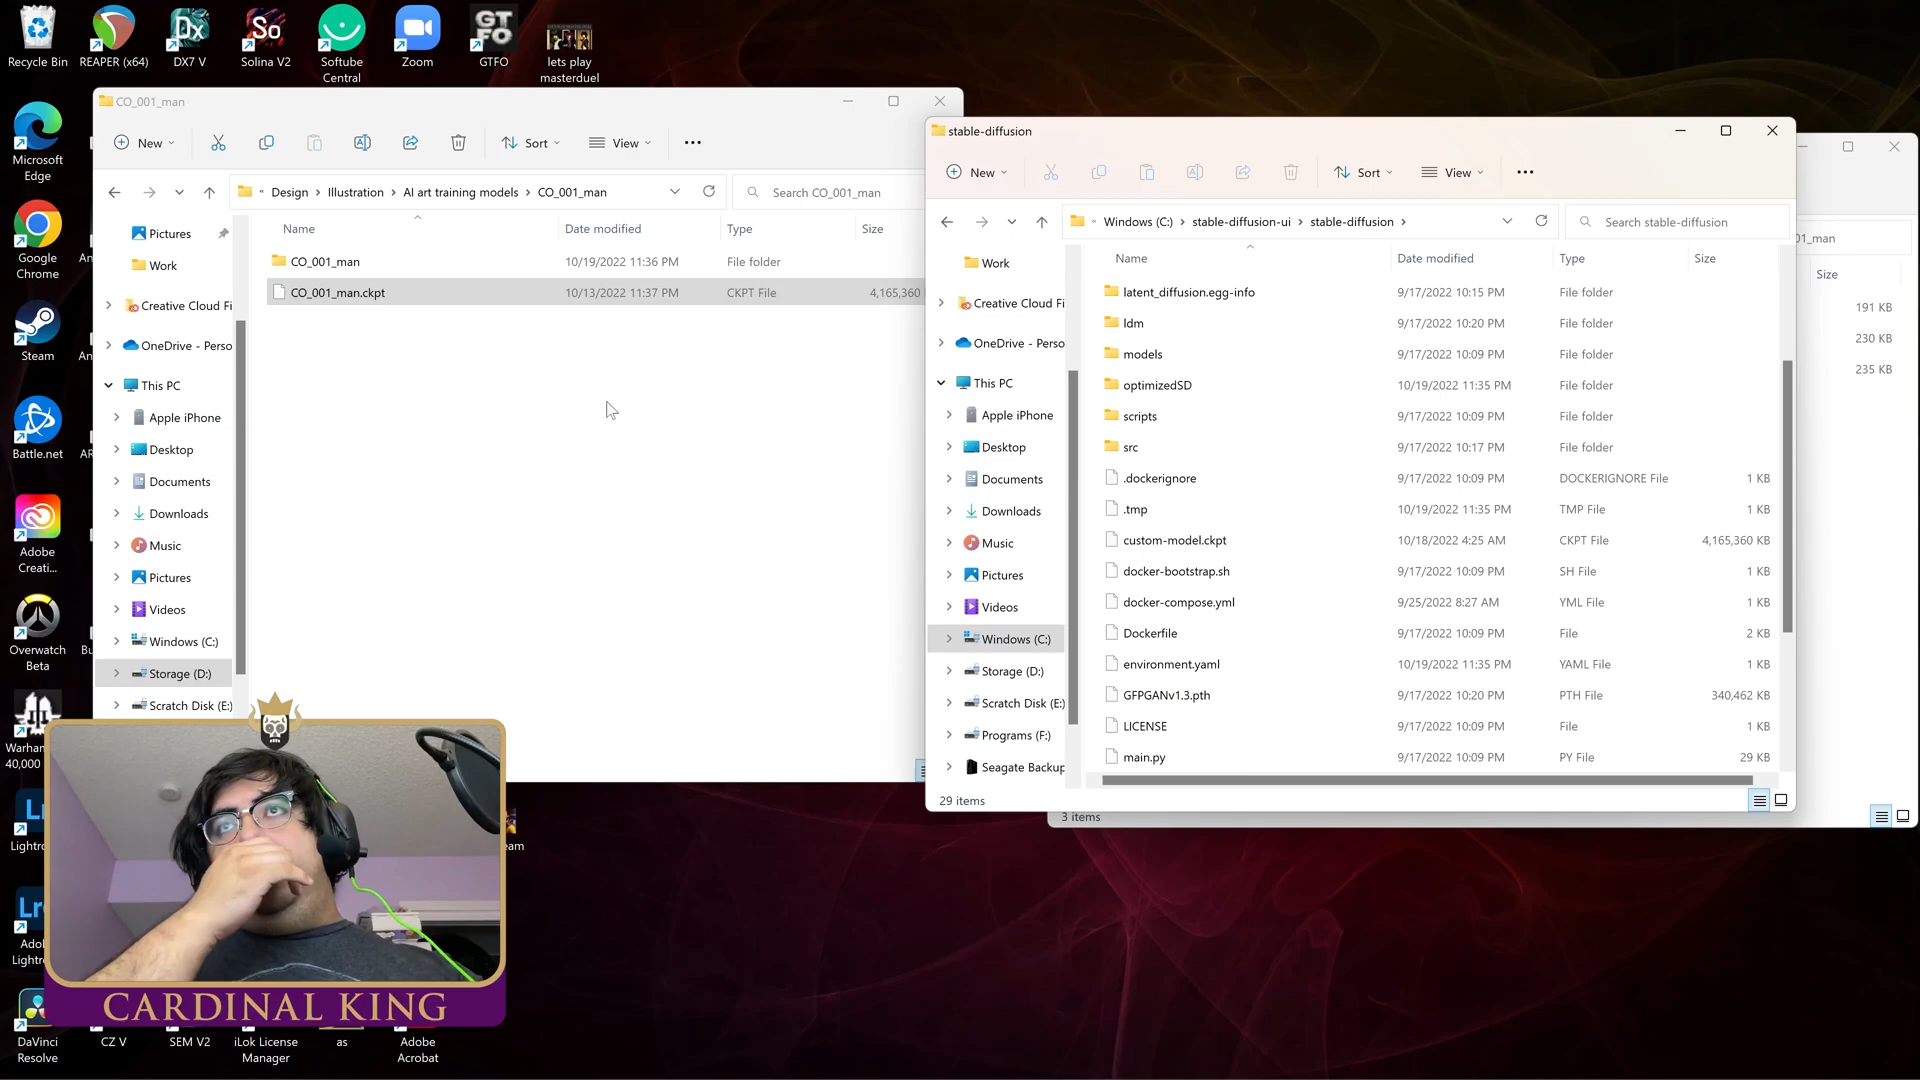 Recycle Bin
REAPER (x64)
DX7 V
Solina V2
Softube
Central
Zoom
GT
FO
GTFO
lets play
masterduel
Microsoft
Edge
Google
Chrome
Steam
Battle.net
Adobe
Creati...
Overwatch
Beta
40,000
Lightro
DaVinci
Resolve
CZ V
SEM V2
iLok License
Manager
as
Adobe
Acrobat
CO_001_man
New
Sort
View
Design
Illustration
AI art training models
CO_001_man
Search CO_001_man
Name
Date modified
Type
Size
CO_001_man
10/19/2022 11:36 PM
File folder
CO_001_man.ckpt
10/13/2022 11:37 PM
CKPT File
4,165,360
Pictures
Work
Creative Cloud Fi
OneDrive - Perso
This PC
Apple iPhone
Desktop
Documents
Downloads
Music
Pictures
Videos
Windows (C:)
Storage (D:)
Scratch Disk (E:)
stable-diffusion
New
Sort
View
Windows (C:)
stable-diffusion-ui
stable-diffusion
Search stable-diffusion
Name
Date modified
Type
Size
latent_diffusion.egg-info
9/17/2022 10:15 PM
File folder
ldm
9/17/2022 10:20 PM
File folder
models
9/17/2022 10:09 PM
File folder
optimizedSD
10/19/2022 11:35 PM
File folder
scripts
9/17/2022 10:09 PM
File folder
src
9/17/2022 10:17 PM
File folder
.dockerignore
9/17/2022 10:09 PM
DOCKERIGNORE File
1 KB
.tmp
10/19/2022 11:35 PM
TMP File
1 KB
custom-model.ckpt
10/18/2022 4:25 AM
CKPT File
4,165,360 KB
docker-bootstrap.sh
9/17/2022 10:09 PM
SH File
1 KB
docker-compose.yml
9/25/2022 8:27 AM
YML File
1 KB
Dockerfile
9/17/2022 10:09 PM
File
2 KB
environment.yaml
10/19/2022 11:35 PM
YAML File
1 KB
GFPGANv1.3.pth
9/17/2022 10:20 PM
PTH File
340,462 KB
LICENSE
9/17/2022 10:09 PM
File
1 KB
main.py
9/17/2022 10:09 PM
PY File
29 KB
Work
Creative Cloud Fi
OneDrive - Perso
This PC
Apple iPhone
Desktop
Documents
Downloads
Music
Pictures
Videos
Windows (C:)
Storage (D:)
Scratch Disk (E:)
Programs (F:)
Seagate Backup
29 items
01_man
Size
191 KB
230 KB
235 KB
3 items
CARDINAL KING